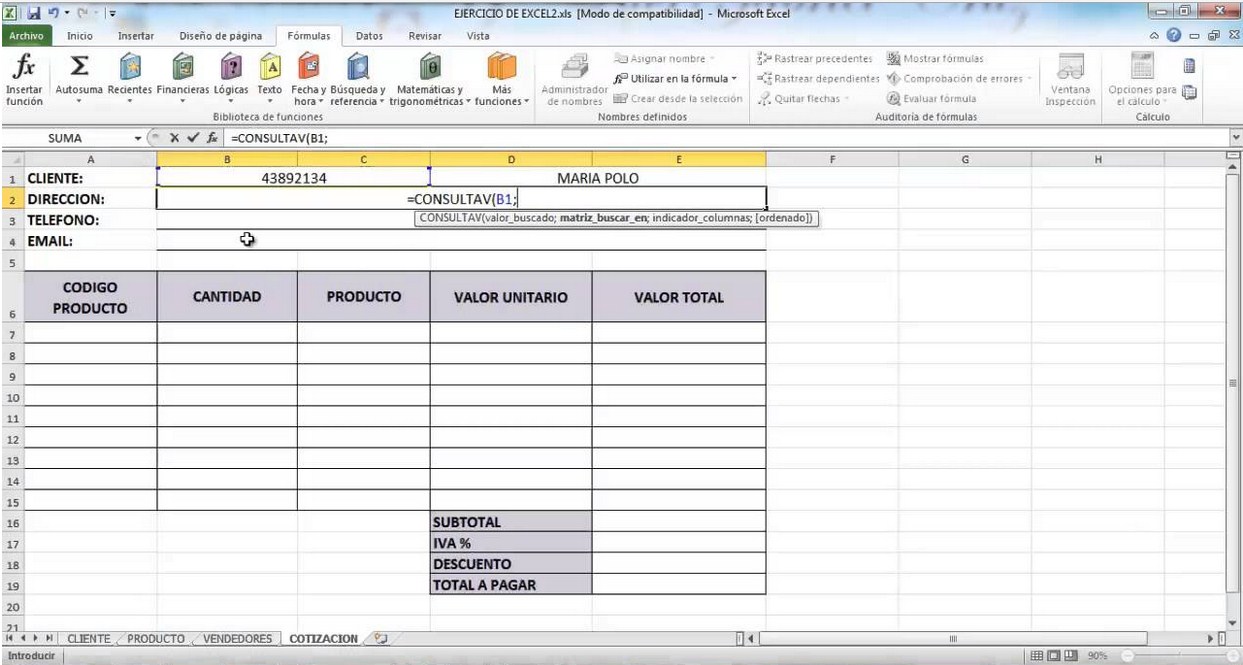 EJERCICIO DE EXCEL2.xls [Modo de compatibilidad] - Microsoft Excel
Archivo Inicio Insertar Diseño de página Fórmulas Datos Revisar Vista
Insertar función
Autosuma
Recientes
Financieras
Lógicas
Texto
Fecha y hora
Búsqueda y referencia
Matemáticas y trigonométricas
Más funciones
Biblioteca de funciones
Administrador de nombres
Asignar nombre
Utilizar en la fórmula
Crear desde la selección
Nombres definidos
Rastrear precedentes
Rastrear dependientes
Quitar flechas
Mostrar fórmulas
Comprobación de errores
Evaluar fórmula
Auditoría de fórmulas
Ventana Inspección
Opciones para el cálculo
Cálculo
SUMA fx =CONSULTAV(B1;
A B C D E F G H
1 CLIENTE: 43892134 MARIA POLO
2 DIRECCION: =CONSULTAV(B1;
3 TELEFONO: CONSULTAV(valor_buscado; matriz_buscar_en; indicador_columnas; [ordenado])
4 EMAIL:
5
6 CODIGO PRODUCTO CANTIDAD PRODUCTO VALOR UNITARIO VALOR TOTAL
7
8
9
10
11
12
13
14
15
16 SUBTOTAL
17 IVA %
18 DESCUENTO
19 TOTAL A PAGAR
20
21
CLIENTE PRODUCTO VENDEDORES COTIZACION
Introducir 90%